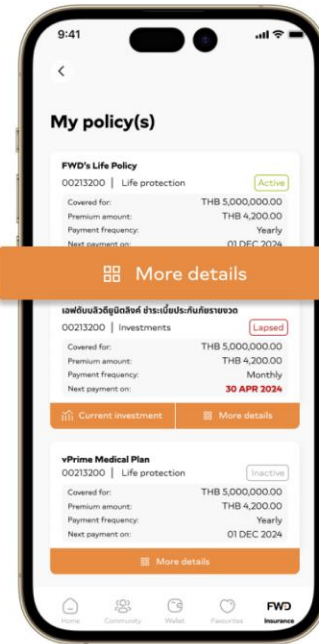 9:41
My policy(s)
FWD's Life Policy
00213200 | Life protection Active
Covered for: THB 5,000,000.00
Premium amount: THB 4,200.00
Payment frequency: Yearly
Next payment on: 01 DEC 2024
More details
เอฟดับบลิวดียูนิตลิงค์ ชำระเบี้ยประกันภัยรายงวด
00213200 | Investments Lapsed
Covered for: THB 5,000,000.00
Premium amount: THB 4,200.00
Payment frequency: Monthly
Next payment on: 30 APR 2024
Current investment More details
vPrime Medical Plan
00213200 | Life protection Inactive
Covered for: THB 5,000,000.00
Premium amount: THB 4,200.00
Payment frequency: Yearly
Next payment on: 01 DEC 2024
More details
FWD
Home Community Wallet Favourites Insurance